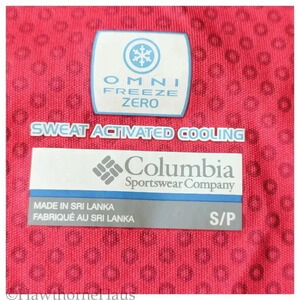 OMNI
FREEZE
ZERO
SWEAT ACTIVATED COOLING
Columbia
Sportswear Company
MADE IN SRI LANKA
FABRIQUÉ AU SRI LANKA
S/P
HawthorneHaus